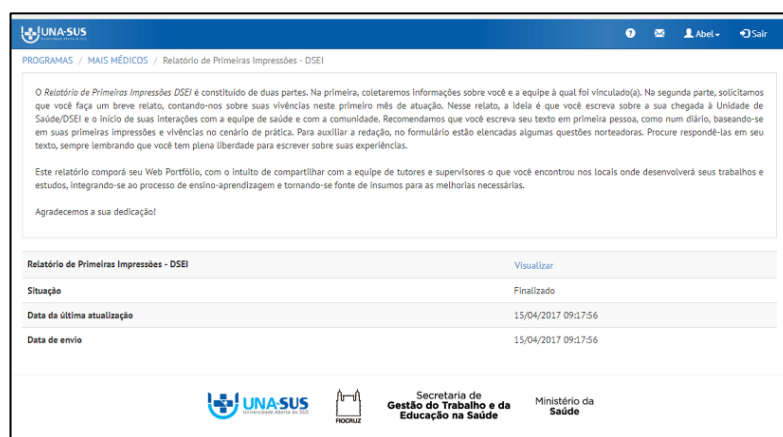 UNA-SUS
Abel
Sair
PROGRAMAS / MAIS MÉDICOS / Relatório de Primeiras Impressões - DSEI
O Relatório de Primeiras Impressões DSEI é constituído de duas partes. Na primeira, coletaremos informações sobre você e a equipe à qual foi vinculado(a). Na segunda parte, solicitamos
que você faça um breve relato, contando-nos sobre suas vivências neste primeiro mês de atuação. Nesse relato, a ideia é que você escreva sobre a sua chegada à Unidade de
Saúde/DSEI e o início de suas interações com a equipe de saúde e com a comunidade. Recomendamos que você escreva seu texto em primeira pessoa, como num diário, baseando-se
em suas primeiras impressões e vivências no cenário de prática. Para auxiliar a redação, no formulário estão elencadas algumas questões norteadoras. Procure respondê-las em seu
texto, sempre lembrando que você tem plena liberdade para escrever sobre suas experiências.
Este relatório comporá seu Web Portfólio, com o intuito de compartilhar com a equipe de tutores e supervisores o que você encontrou nos locais onde desenvolverá seus trabalhos e
estudos, integrando-se ao processo de ensino-aprendizagem e tornando-se fonte de insumos para as melhorias necessárias.
Agradecemos a sua dedicação!
Relatório de Primeiras Impressões - DSEI Visualizar
Situação Finalizado
Data da última atualização 15/04/2017 09:17:56
Data de envio 15/04/2017 09:17:56
UNA-SUS
Universidade Aberta do SUS
FIOCRUZ
Secretaria de
Gestão do Trabalho e da
Educação na Saúde
Ministério da
Saúde